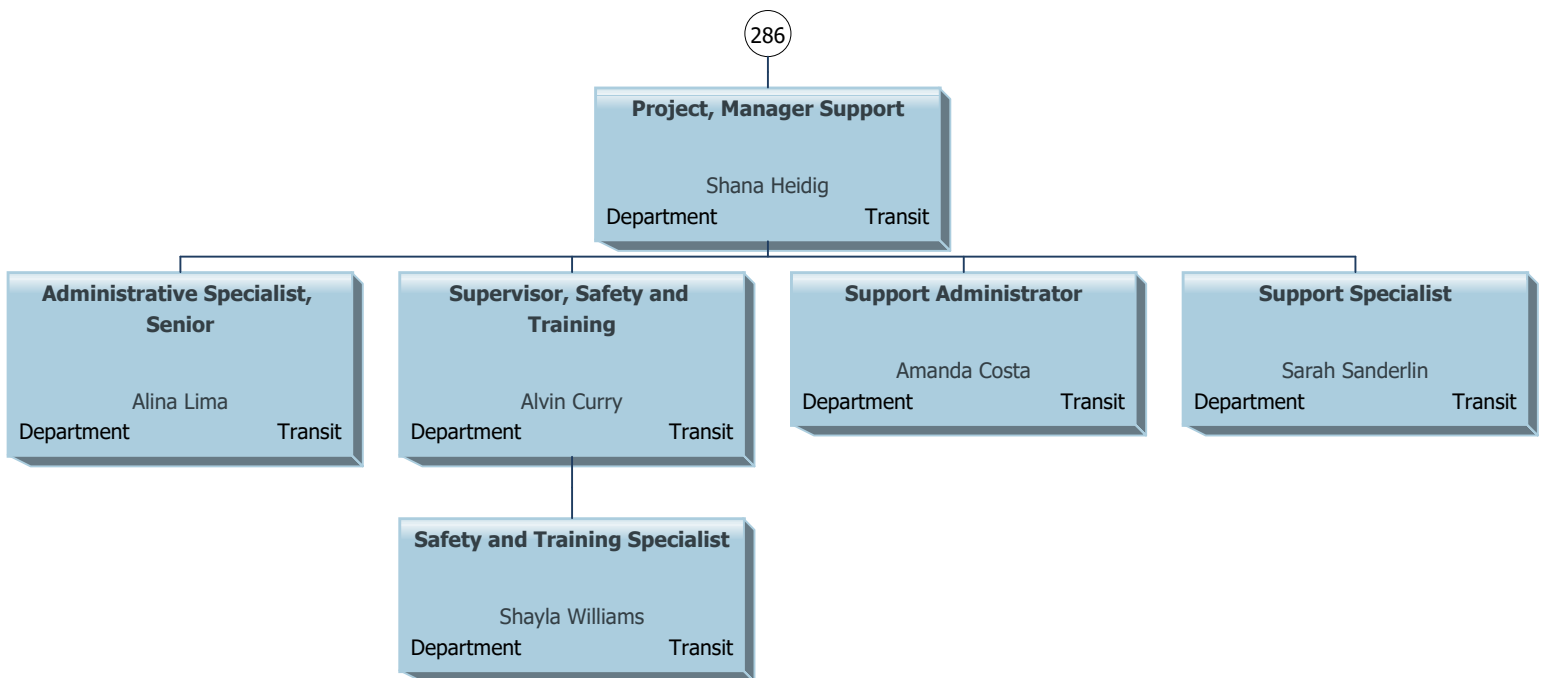 286
Project, Manager Support
Shana Heidig
Department Transit
Administrative Specialist,
Senior
Alina Lima
Department Transit
Supervisor, Safety and
Training
Alvin Curry
Department Transit
Support Administrator
Amanda Costa
Department Transit
Support Specialist
Sarah Sanderlin
Department Transit
Safety and Training Specialist
Shayla Williams
Department Transit